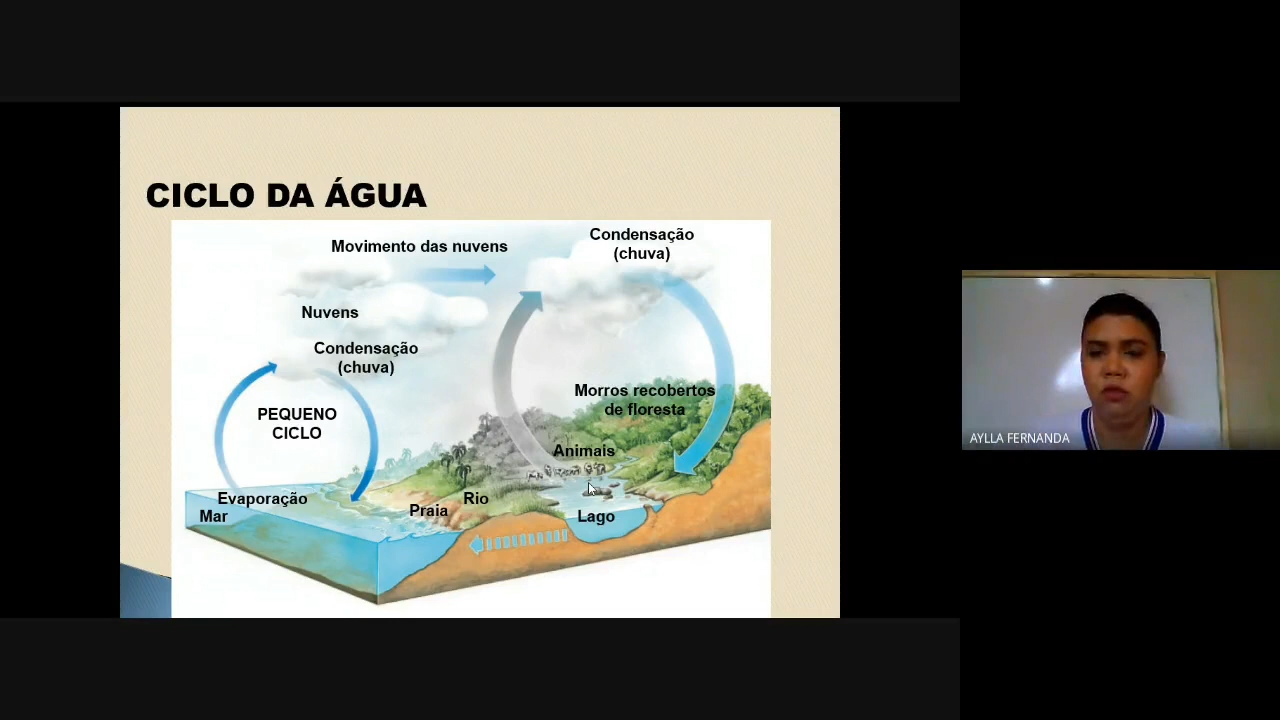 CICLO DA ÁGUA
Movimento das nuvens
Condensação
(chuva)
Nuvens
Condensação
(chuva)
PEQUENO
CICLO
Morros recobertos
de floresta
Animais
Evaporação
Mar
Praia
Rio
Lago
AYLLA FERNANDA